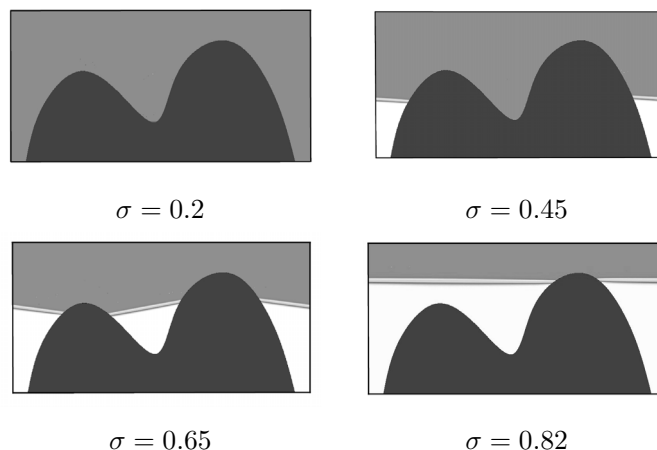 σ = 0.2
σ = 0.45
σ = 0.65
σ = 0.82